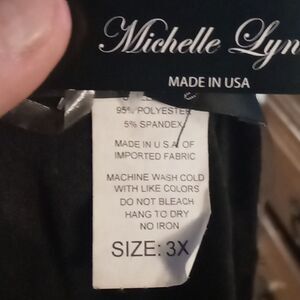 Michelle Lyn
MADE IN USA
95% POLYESTER
5% SPANDEX
MADE IN U.S.A. OF
IMPORTED FABRIC
MACHINE WASH COLD
WITH LIKE COLORS
DO NOT BLEACH
HANG TO DRY
NO IRON
SIZE: 3X